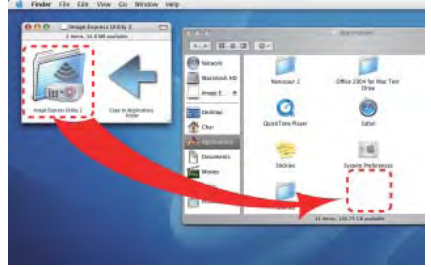 Finder File Edit View Go Window Help
Image Express Utility 2
Image Express Utility 2
Copy to Applications
Folder
Applications
Network
Macintosh HD
Image E...
Desktop
Applications
Documents
Movies
Office 2004 for Mac Test
Drive
QuickTime Player
Safari
Stickies
System Preferences